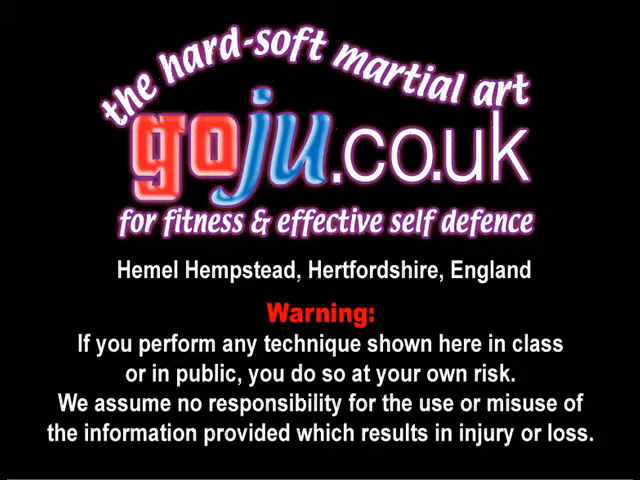 the hard-soft martial art
goju.co.uk
for fitness & effective self defence
Hemel Hempstead, Hertfordshire, England
Warning:
If you perform any technique shown here in class
or in public, you do so at your own risk.
We assume no responsibility for the use or misuse of
the information provided which results in injury or loss.